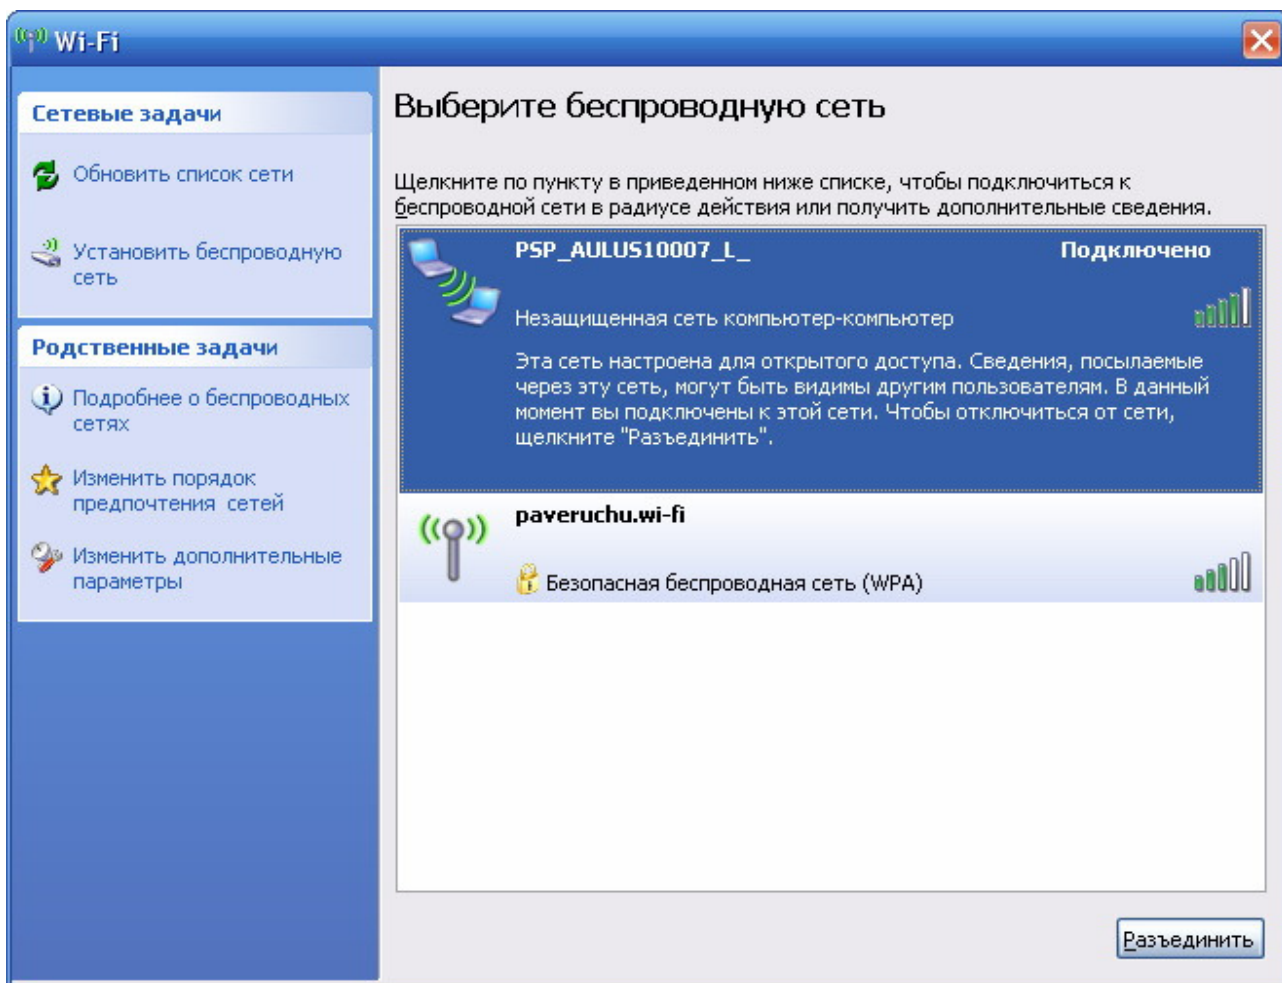 Wi-Fi
Сетевые задачи
Обновить список сети
Установить беспроводную
сеть
Родственные задачи
Подробнее о беспроводных
сетях
Изменить порядок
предпочтения сетей
Изменить дополнительные
параметры
Выберите беспроводную сеть
Щелкните по пункту в приведенном ниже списке, чтобы подключиться к
беспроводной сети в радиусе действия или получить дополнительные сведения.
PSP_AULUS10007_L_ Подключено
Незащищенная сеть компьютер-компьютер
Эта сеть настроена для открытого доступа. Сведения, посылаемые
через эту сеть, могут быть видимы другим пользователям. В данный
момент вы подключены к этой сети. Чтобы отключиться от сети,
щелкните "Разъединить".
paveruchu.wi-fi
Безопасная беспроводная сеть (WPA)
Разъединить